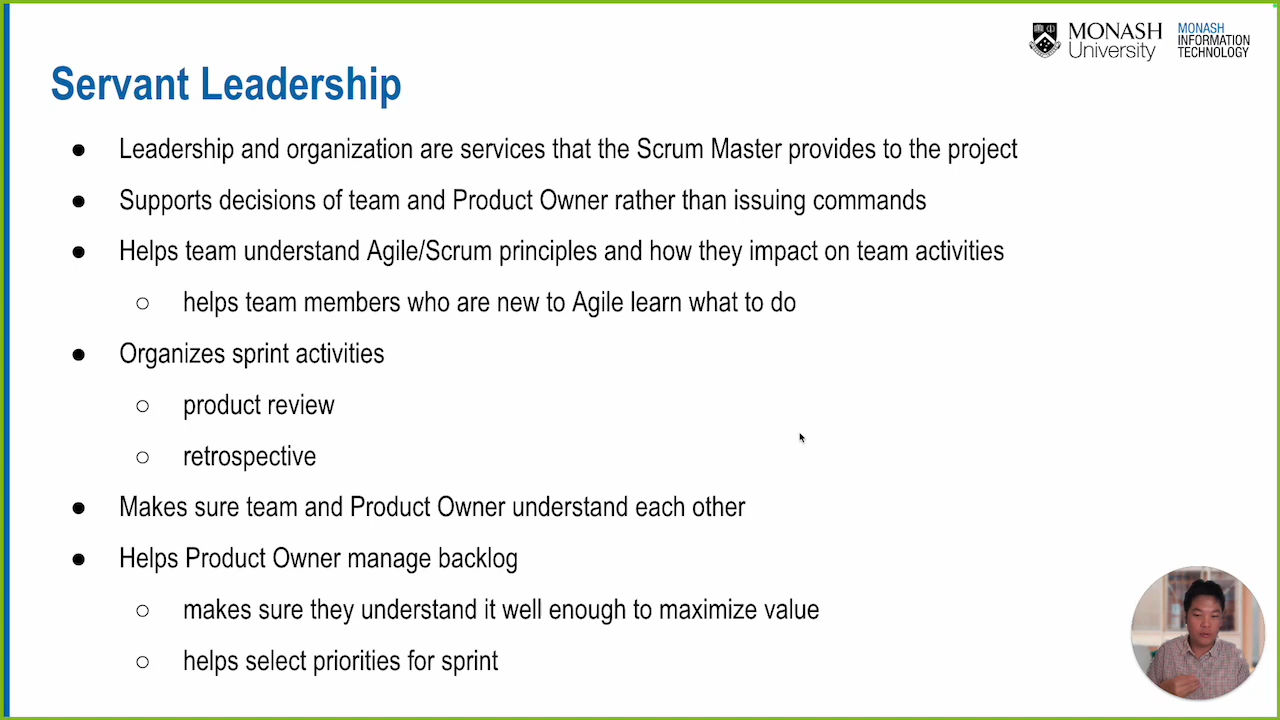 MONASH University
MONASH INFORMATION TECHNOLOGY
Servant Leadership
● Leadership and organization are services that the Scrum Master provides to the project
● Supports decisions of team and Product Owner rather than issuing commands
● Helps team understand Agile/Scrum principles and how they impact on team activities
○ helps team members who are new to Agile learn what to do
● Organizes sprint activities
○ product review
○ retrospective
● Makes sure team and Product Owner understand each other
● Helps Product Owner manage backlog
○ makes sure they understand it well enough to maximize value
○ helps select priorities for sprint